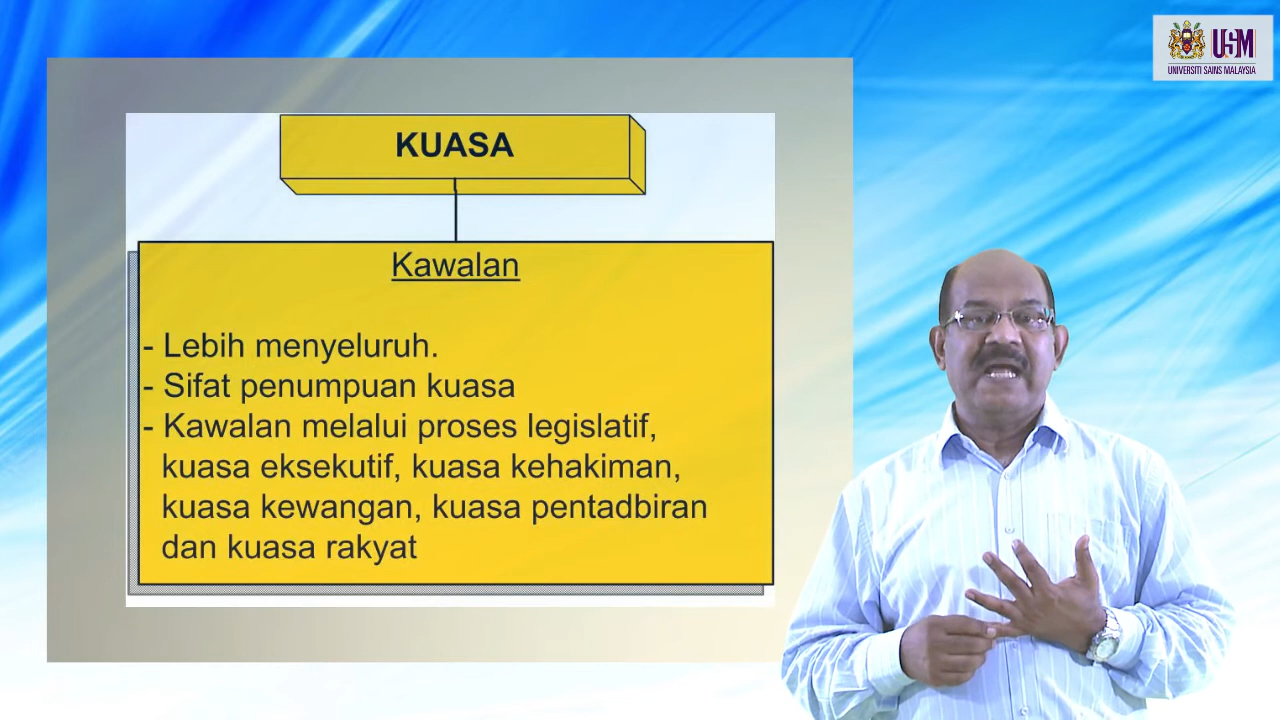 USM
UNIVERSITI SAINS MALAYSIA
KUASA
Kawalan
- Lebih menyeluruh.
- Sifat penumpuan kuasa
- Kawalan melalui proses legislatif,
kuasa eksekutif, kuasa kehakiman,
kuasa kewangan, kuasa pentadbiran
dan kuasa rakyat